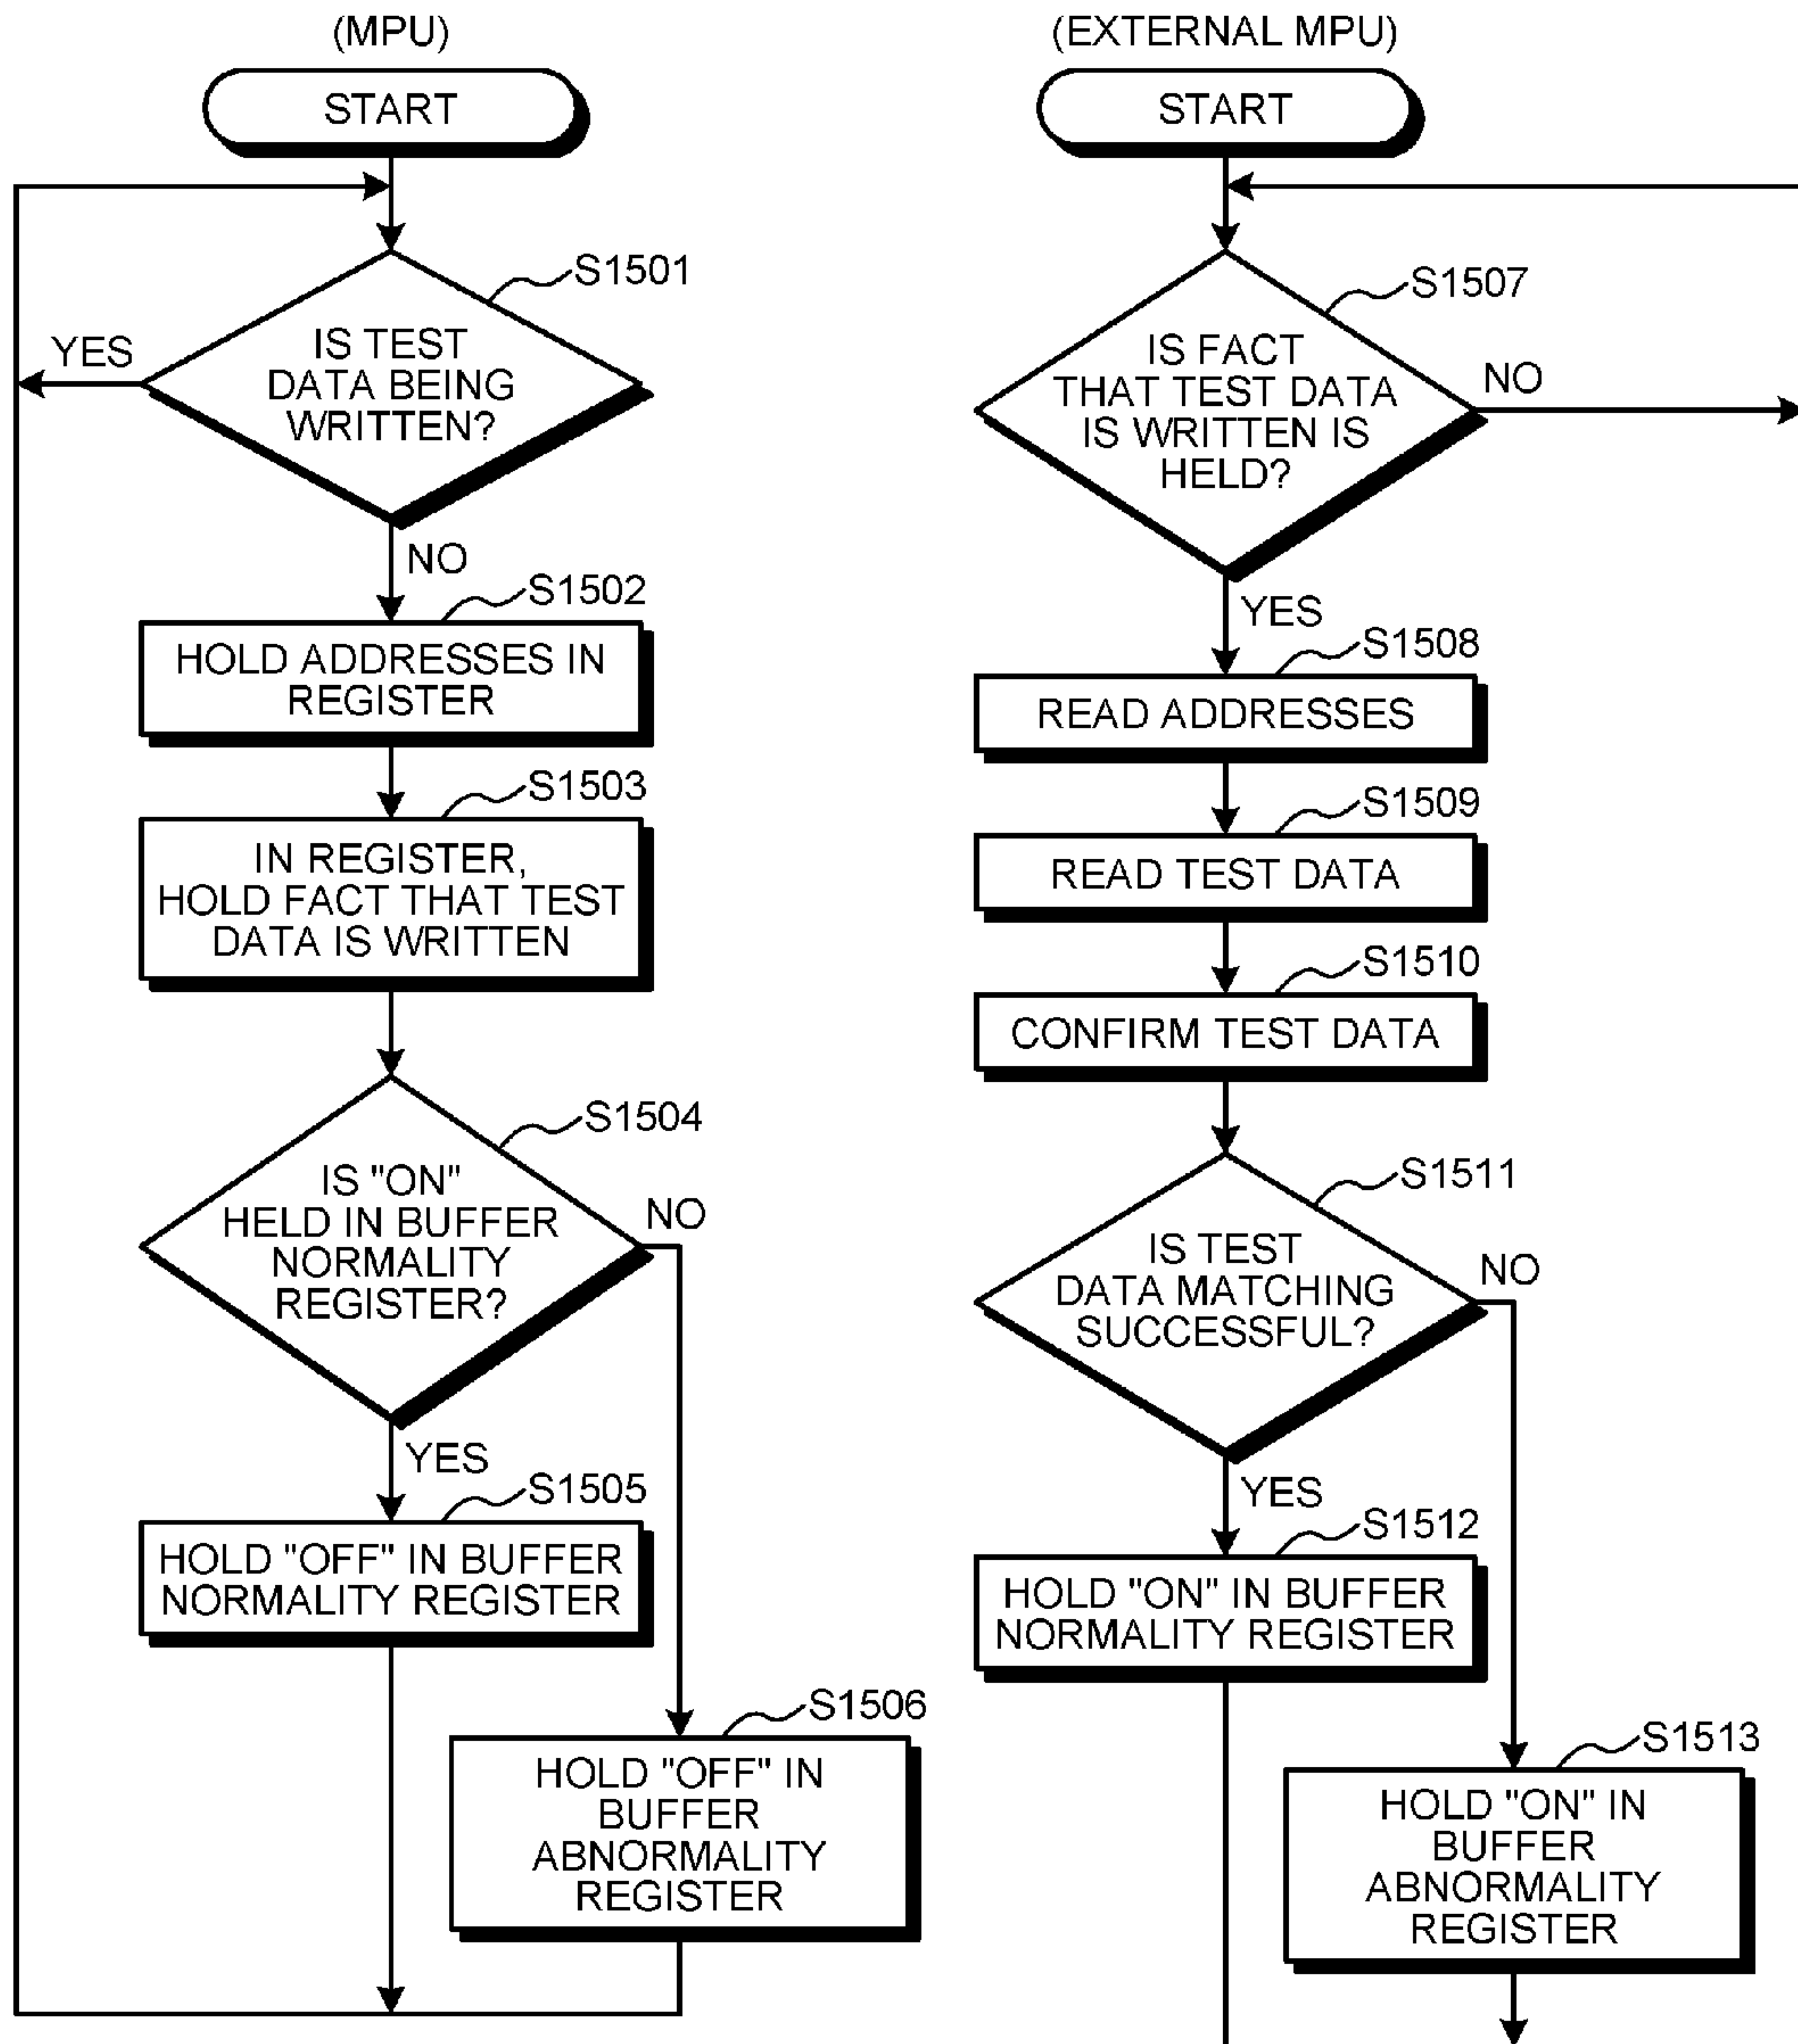 (MPU)
START
S1501
IS TEST
DATA BEING
WRITTEN?
YES
NO
S1502
HOLD ADDRESSES IN
REGISTER
S1503
IN REGISTER,
HOLD FACT THAT TEST
DATA IS WRITTEN
S1504
IS "ON"
HELD IN BUFFER
NORMALITY
REGISTER?
NO
YES
S1505
HOLD "OFF" IN BUFFER
NORMALITY REGISTER
S1506
HOLD "OFF" IN
BUFFER
ABNORMALITY
REGISTER
(EXTERNAL MPU)
START
S1507
IS FACT
THAT TEST DATA
IS WRITTEN IS
HELD?
NO
YES
S1508
READ ADDRESSES
S1509
READ TEST DATA
S1510
CONFIRM TEST DATA
S1511
IS TEST
DATA MATCHING
SUCCESSFUL?
NO
YES
S1512
HOLD "ON" IN BUFFER
NORMALITY REGISTER
S1513
HOLD "ON" IN
BUFFER
ABNORMALITY
REGISTER